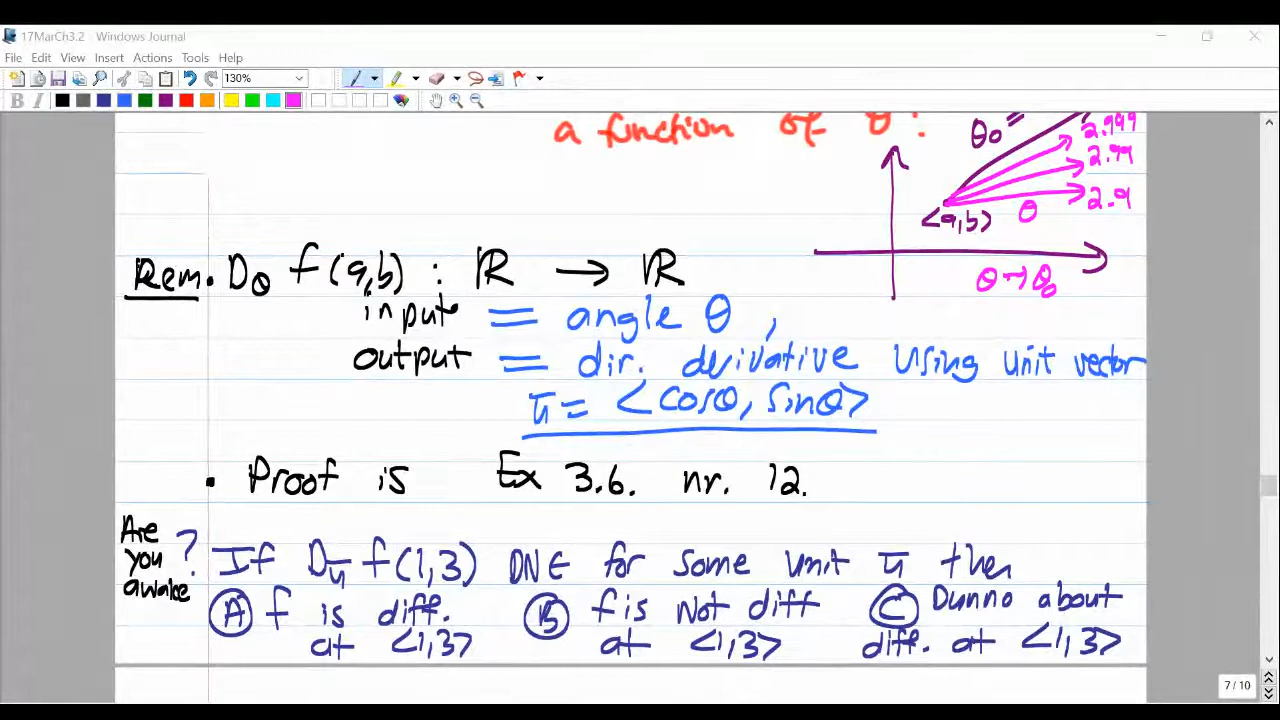 17MarCh3.2 - Windows Journal
File Edit View Insert Actions Tools Help
130%
B I
a function of θ.
θ0 =
2.999
2.99
2.9
<a,b> θ
θ→θ0
Rem. Dθ f(a,b) : ℝ → ℝ
input = angle θ,
output = dir. derivative using unit vector
u = <cosθ, sinθ>
• Proof is Ex 3.6. nr. 12.
Are you awake?
If Du f(1,3) DNE for some unit u then
(A) f is diff. at <1,3>
(B) f is Not diff at <1,3>
(C) Dunno about diff. at <1,3>
7 / 10